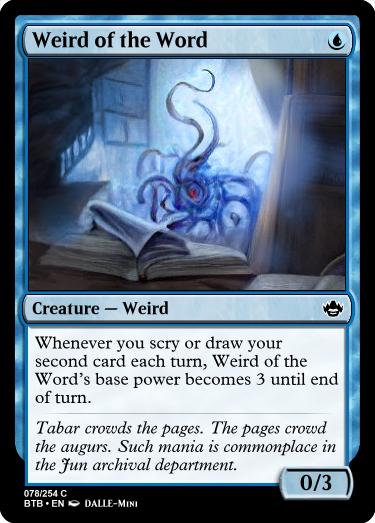 Weird of the Word
Creature — Weird
Whenever you scry or draw your
second card each turn, Weird of the
Word's base power becomes 3 until end
of turn.
Tabar crowds the pages. The pages crowd
the augurs. Such mania is commonplace in
the Jun archival department.
0/3
078/254 C
BTB • EN DALLE-Mini